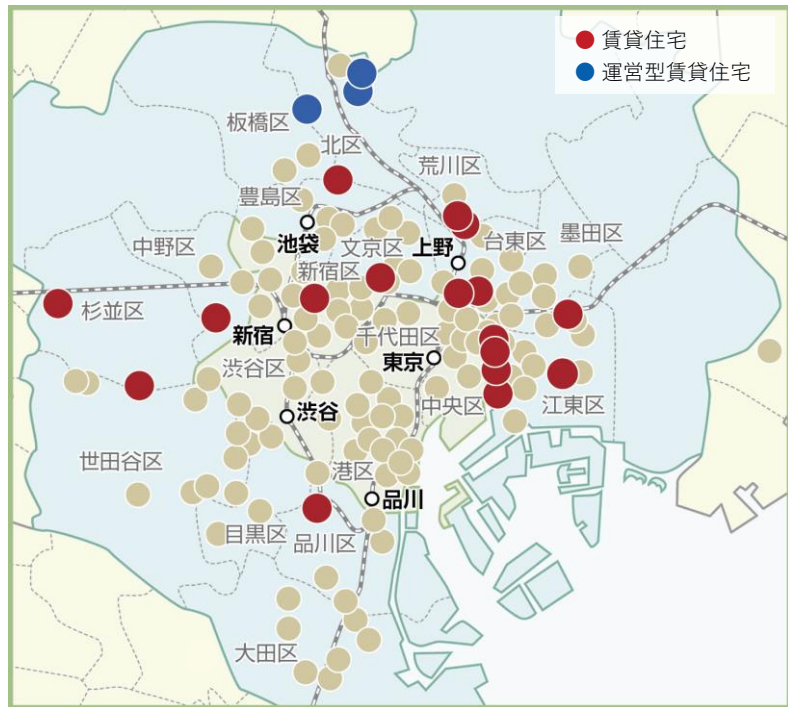 賃貸住宅
運営型賃貸住宅
板橋区
北区
荒川区
豊島区
池袋
中野区
文京区
上野
台東区
墨田区
新宿区
杉並区
新宿
千代田区
東京
渋谷区
中央区
江東区
渋谷
世田谷区
港区
品川
目黒区
品川区
大田区